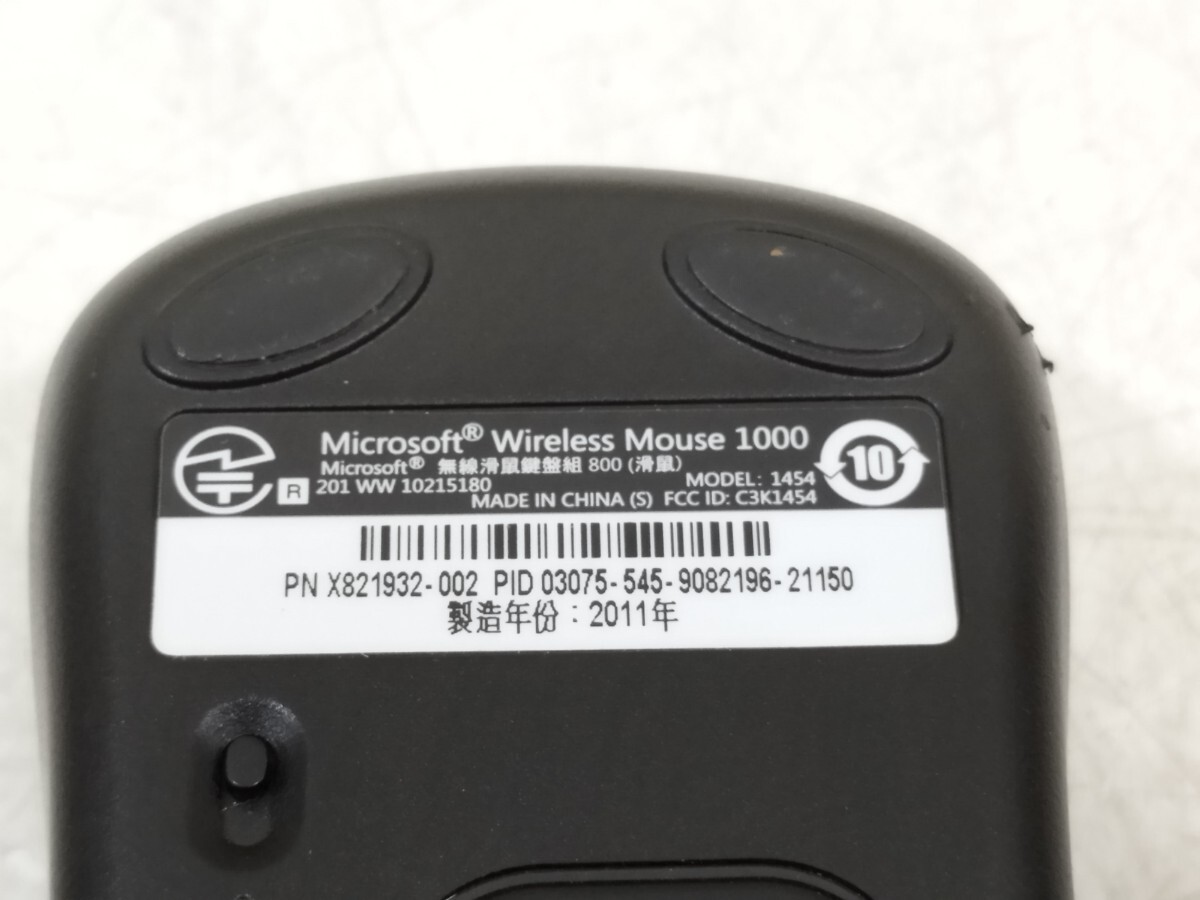 Microsoft® Wireless Mouse 1000
Microsoft® 無線滑鼠鍵盤組 800 (滑鼠)
R 201 WW 10215180 MODEL: 1454
MADE IN CHINA (S) FCC ID: C3K1454
10
PN X821932-002 PID 03075-545-9082196-21150
製造年份：2011年